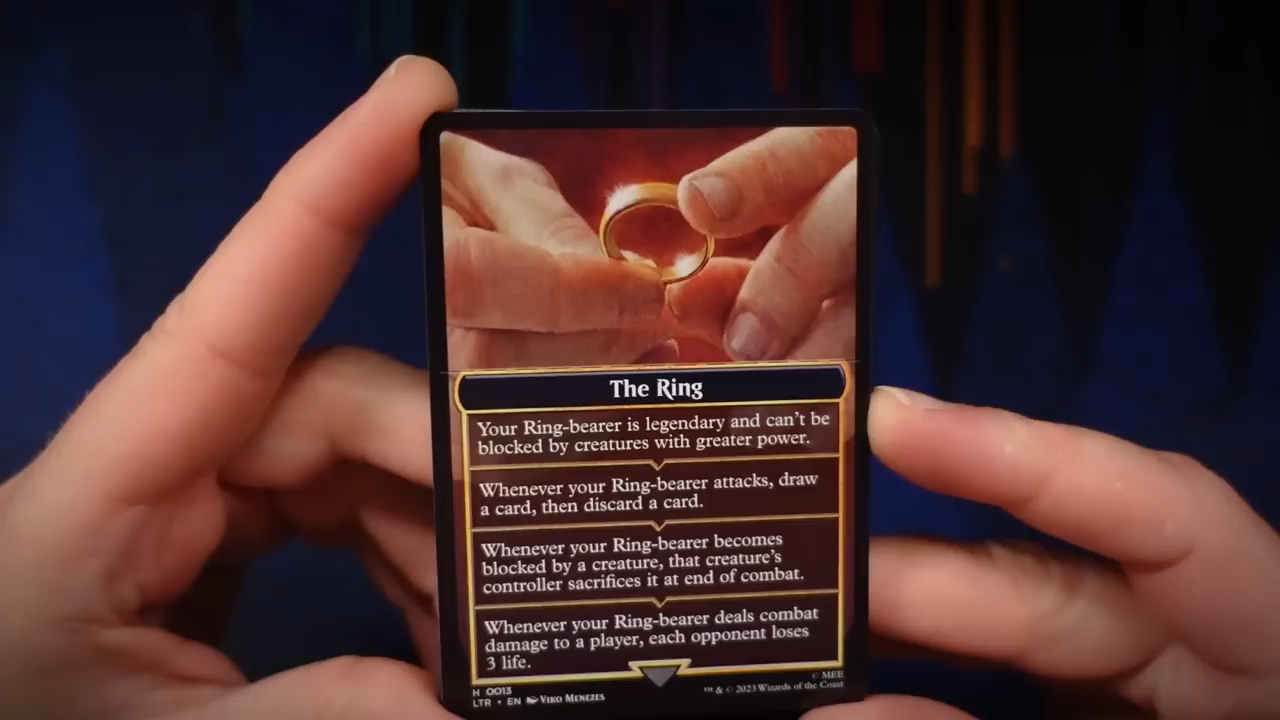 The Ring
Your Ring-bearer is legendary and can't be
blocked by creatures with greater power.
Whenever your Ring-bearer attacks, draw
a card, then discard a card.
Whenever your Ring-bearer becomes
blocked by a creature, that creature's
controller sacrifices it at end of combat.
Whenever your Ring-bearer deals combat
damage to a player, each opponent loses
3 life.
H 0013
LTR • EN Viko Menezes
© MEE
™ & © 2023 Wizards of the Coast